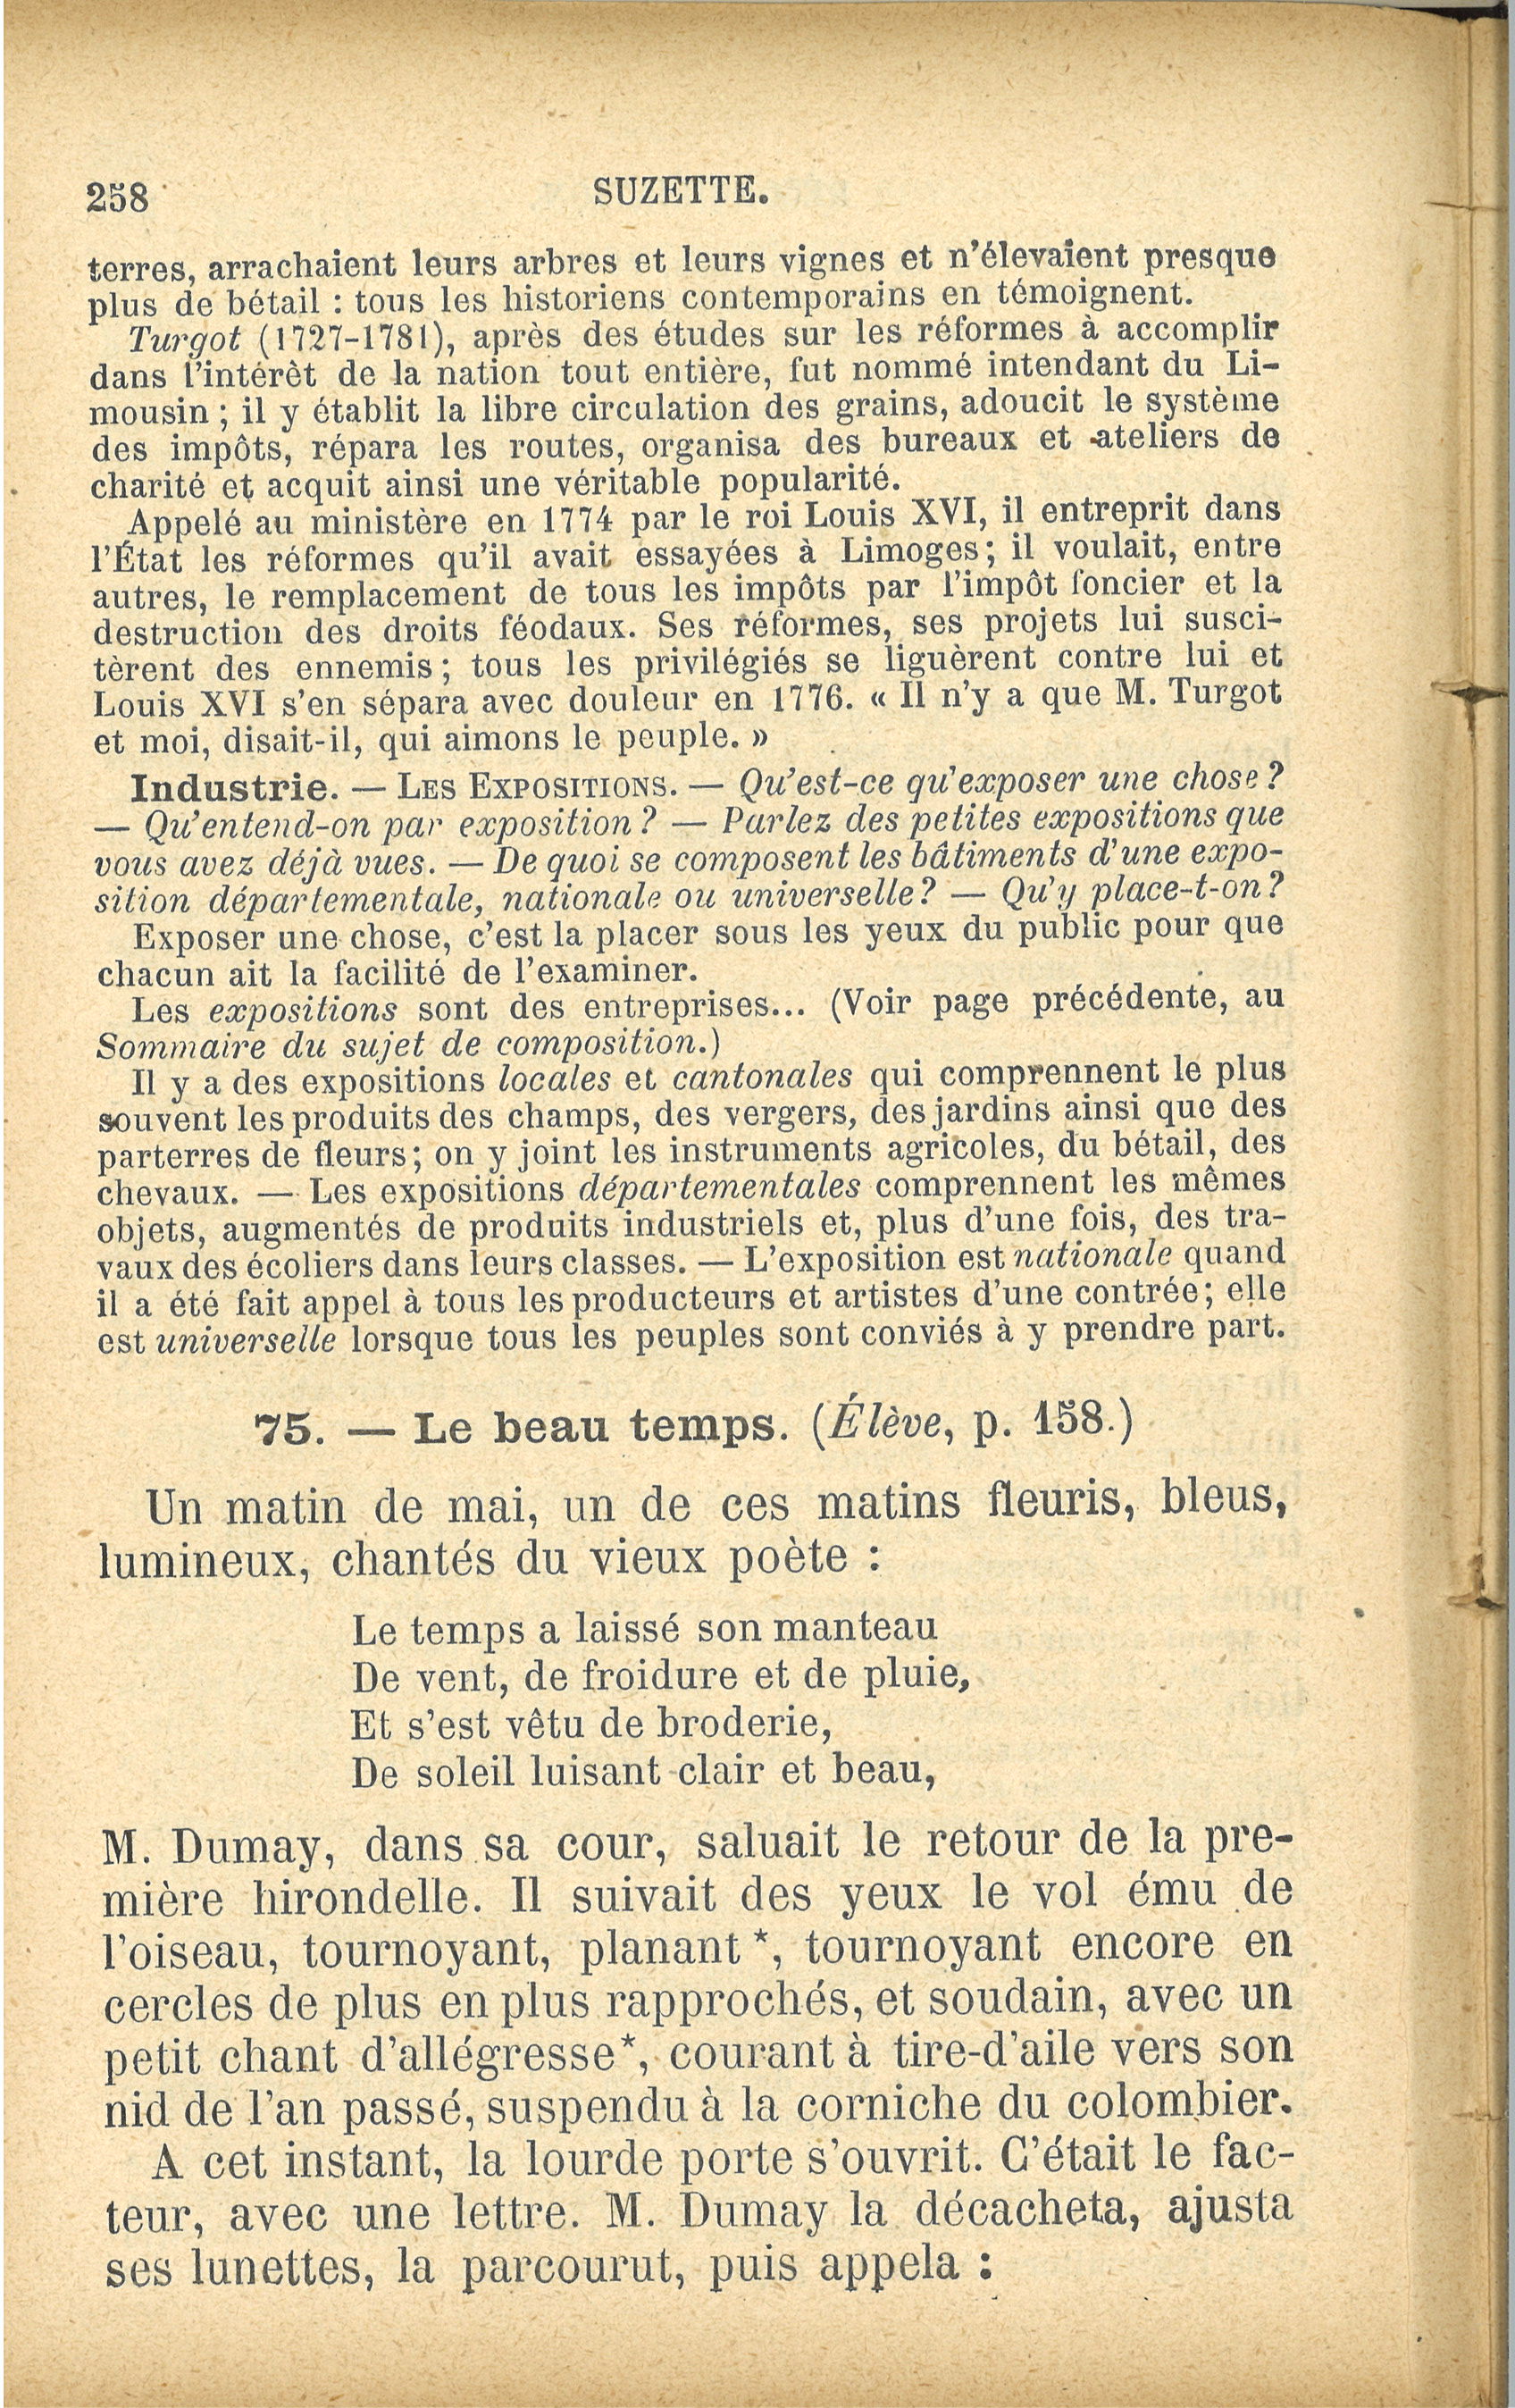 258
SUZETTE.
terres, arrachaient leurs arbres et leurs vignes et n'élevaient presque
plus de bétail : tous les historiens contemporains en témoignent.
Turgot (1727-1781), après des études sur les réformes à accomplir
dans l'intérêt de la nation tout entière, fut nommé intendant du Li-
mousin ; il y établit la libre circulation des grains, adoucit le système
des impôts, répara les routes, organisa des bureaux et ateliers de
charité et acquit ainsi une véritable popularité.
Appelé au ministère en 1774 par le roi Louis XVI, il entreprit dans
l'État les réformes qu'il avait essayées à Limoges ; il voulait, entre
autres, le remplacement de tous les impôts par l'impôt foncier et la
destruction des droits féodaux. Ses réformes, ses projets lui susci-
tèrent des ennemis ; tous les privilégiés se liguèrent contre lui et
Louis XVI s'en sépara avec douleur en 1776. « Il n'y a que M. Turgot
et moi, disait-il, qui aimons le peuple. »
Industrie. — LES EXPOSITIONS. — Qu'est-ce qu'exposer une chose ?
— Qu'entend-on par exposition ? — Parlez des petites expositions que
vous avez déjà vues. — De quoi se composent les bâtiments d'une expo-
sition départementale, nationale ou universelle ? — Qu'y place-t-on ?
Exposer une chose, c'est la placer sous les yeux du public pour que
chacun ait la facilité de l'examiner.
Les expositions sont des entreprises... (Voir page précédente, au
Sommaire du sujet de composition.)
Il y a des expositions locales et cantonales qui comprennent le plus
souvent les produits des champs, des vergers, des jardins ainsi que des
parterres de fleurs ; on y joint les instruments agricoles, du bétail, des
chevaux. — Les expositions départementales comprennent les mêmes
objets, augmentés de produits industriels et, plus d'une fois, des tra-
vaux des écoliers dans leurs classes. — L'exposition est nationale quand
il a été fait appel à tous les producteurs et artistes d'une contrée ; elle
est universelle lorsque tous les peuples sont conviés à y prendre part.
75. — Le beau temps. (Élève, p. 158.)
Un matin de mai, un de ces matins fleuris, bleus,
lumineux, chantés du vieux poète :
Le temps a laissé son manteau
De vent, de froidure et de pluie,
Et s'est vêtu de broderie,
De soleil luisant clair et beau,
M. Dumay, dans sa cour, saluait le retour de la pre-
mière hirondelle. Il suivait des yeux le vol ému de
l'oiseau, tournoyant, planant *, tournoyant encore en
cercles de plus en plus rapprochés, et soudain, avec un
petit chant d'allégresse *, courant à tire-d'aile vers son
nid de l'an passé, suspendu à la corniche du colombier.
A cet instant, la lourde porte s'ouvrit. C'était le fac-
teur, avec une lettre. M. Dumay la décacheta, ajusta
ses lunettes, la parcourut, puis appela :